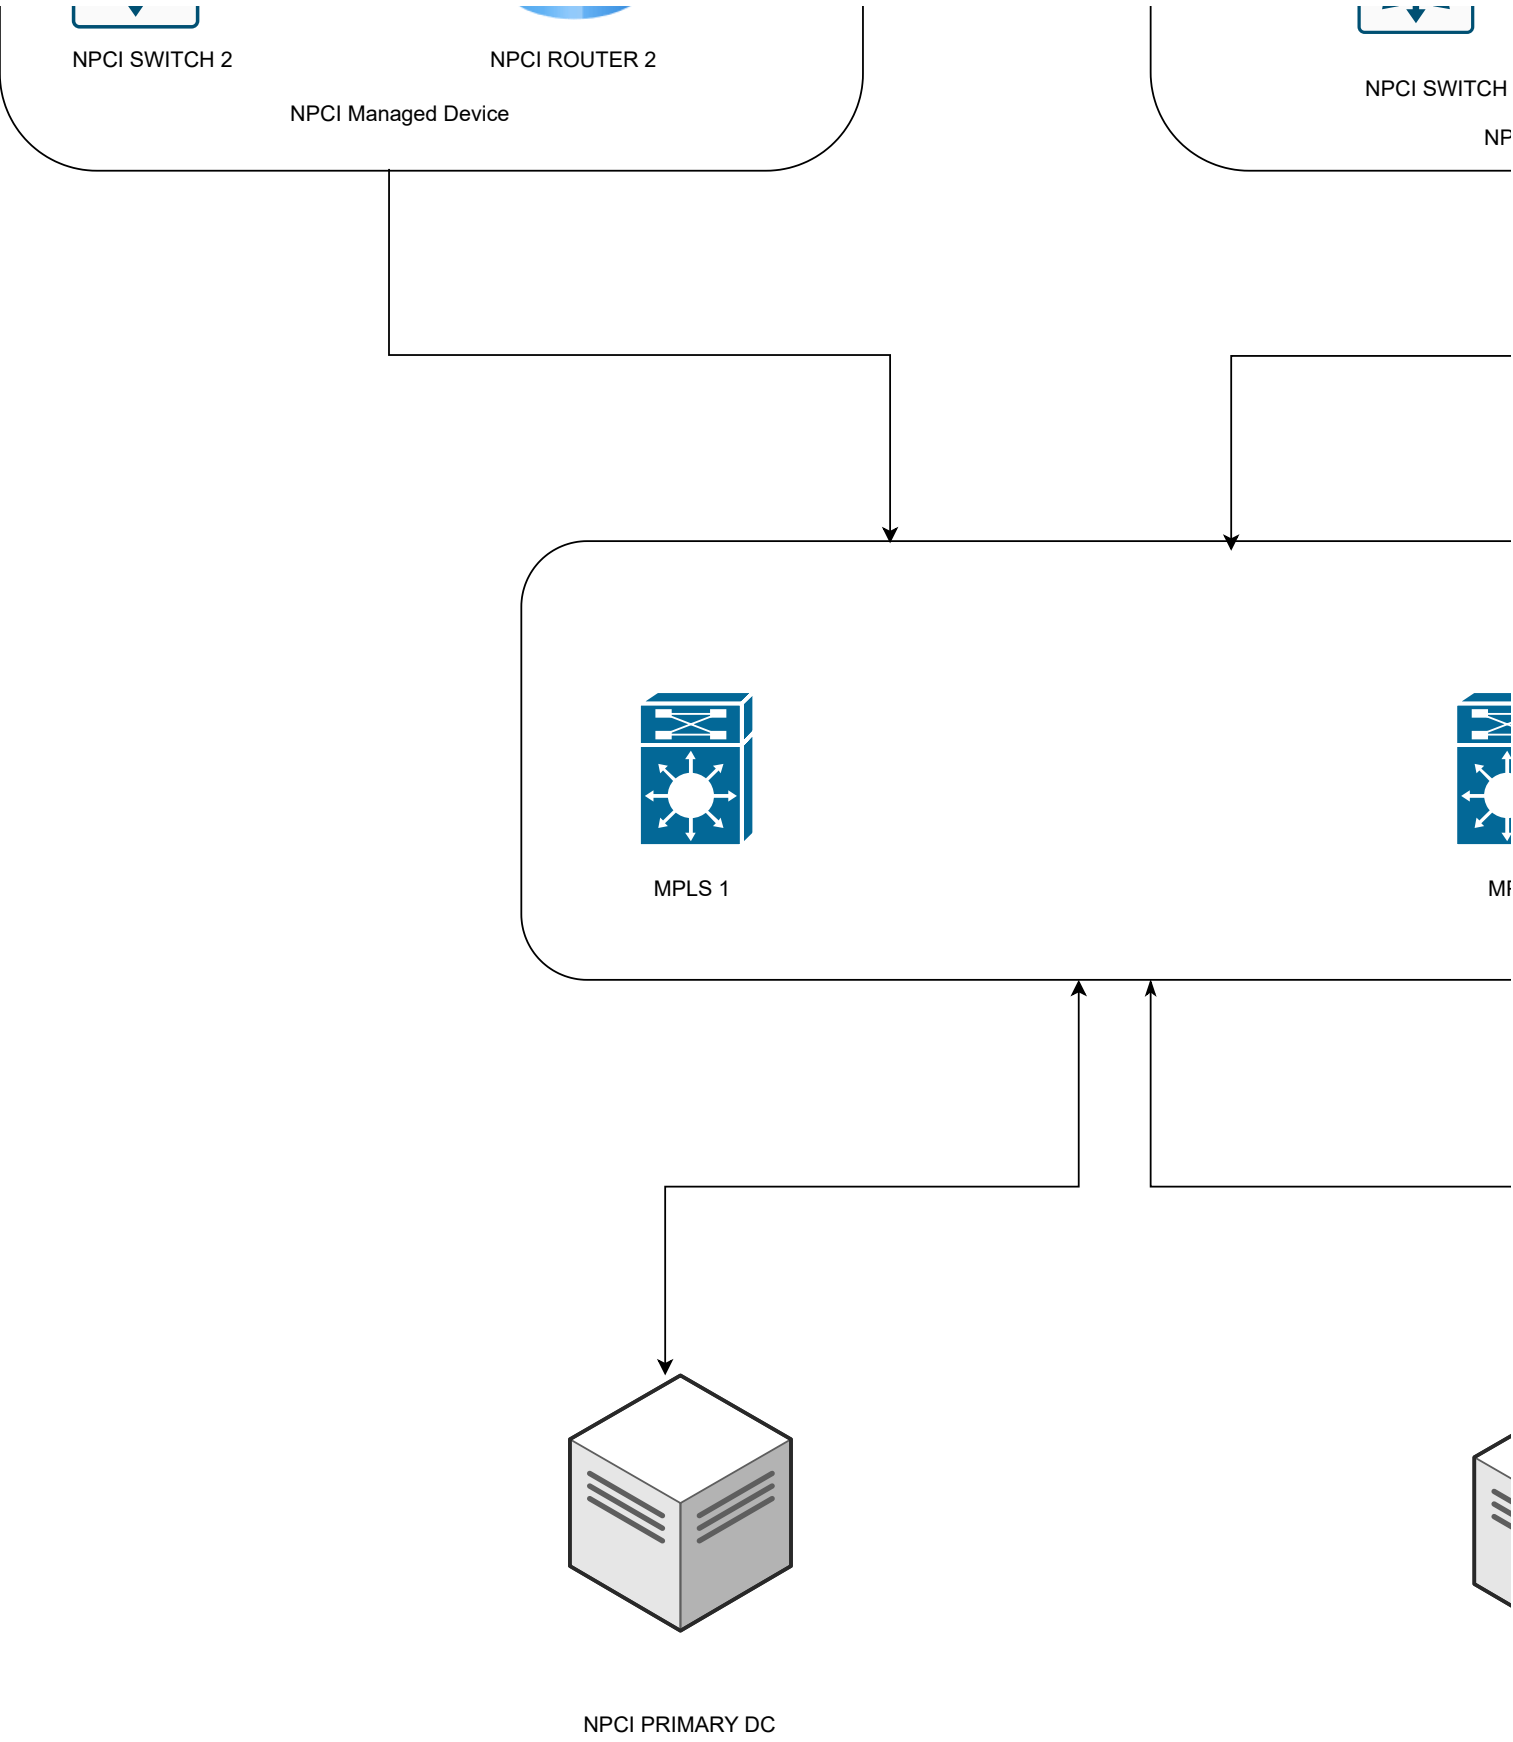 NPCI SWITCH 2
NPCI ROUTER 2
NPCI SWITCH
NPCI Managed Device
MPLS 1
NPCI PRIMARY DC